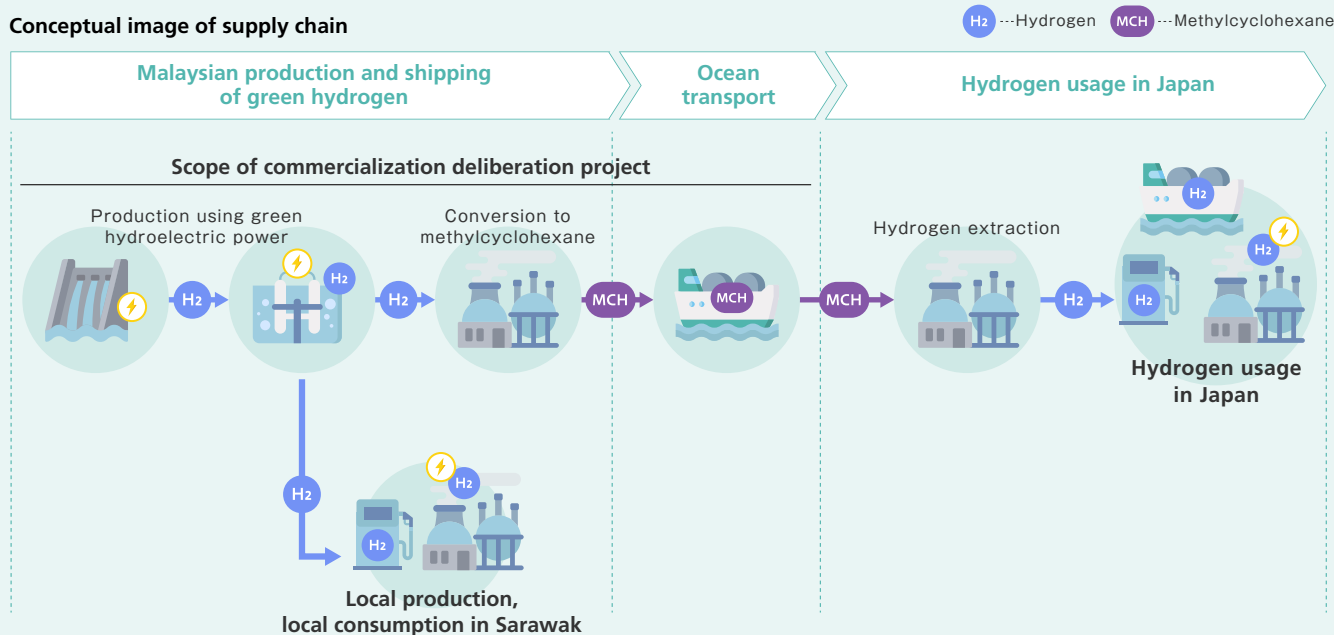 Conceptual image of supply chain
H2 ---Hydrogen MCH ---Methylcyclohexane
Malaysian production and shipping
of green hydrogen
Ocean
transport
Hydrogen usage in Japan
Scope of commercialization deliberation project
Production using green
hydroelectric power
Conversion to
methylcyclohexane
Hydrogen extraction
H2
H2
H2
MCH
MCH
MCH
H2
H2
H2
H2
Hydrogen usage
in Japan
H2
H2
H2
Local production,
local consumption in Sarawak